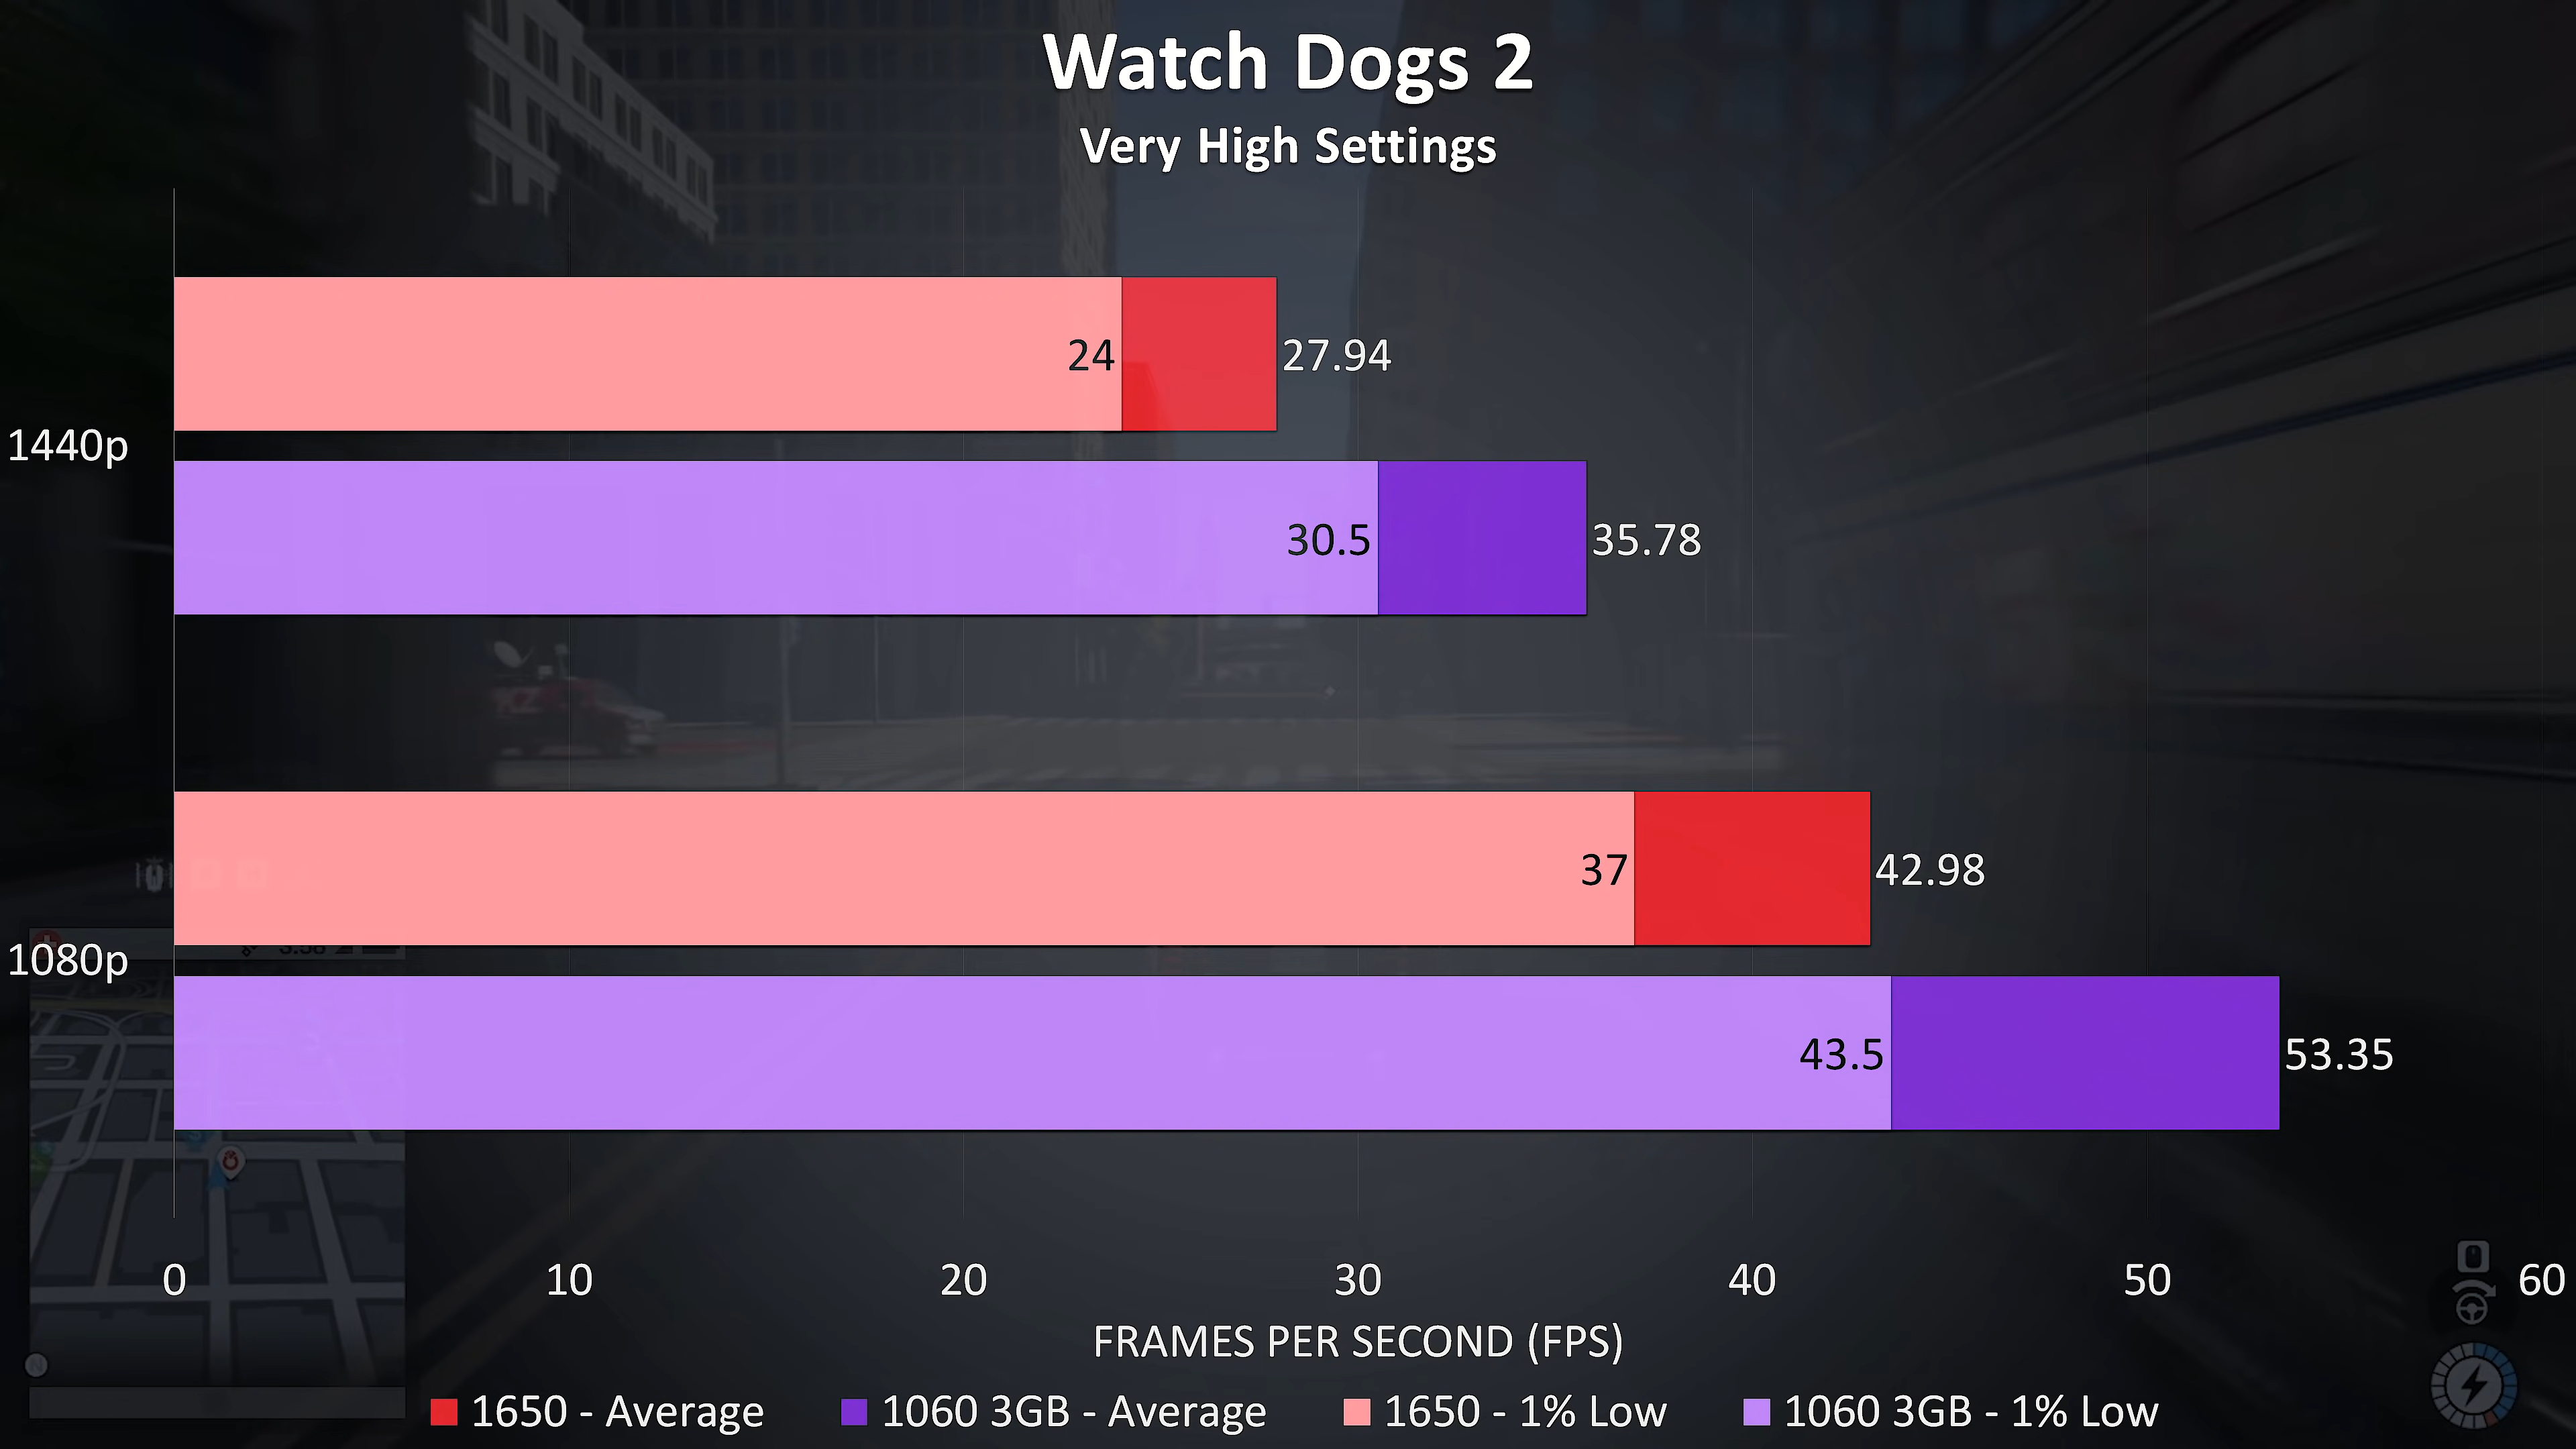 Watch Dogs 2
Very High Settings
24
27.94
1440p
30.5
35.78
37
42.98
1080p
43.5
53.35
0 10 20 30 40 50 60
FRAMES PER SECOND (FPS)
1650 - Average 1060 3GB - Average 1650 - 1% Low 1060 3GB - 1% Low